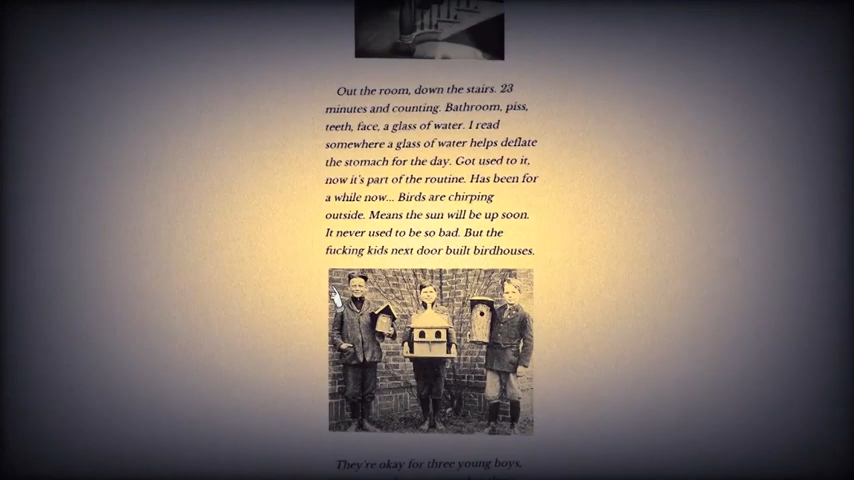 Out the room, down the stairs. 23
minutes and counting. Bathroom, piss,
teeth, face, a glass of water. I read
somewhere a glass of water helps deflate
the stomach for the day. Got used to it,
now it's part of the routine. Has been for
a while now... Birds are chirping
outside. Means the sun will be up soon.
It never used to be so bad. But the
fucking kids next door built birdhouses.
They're okay for three young boys,